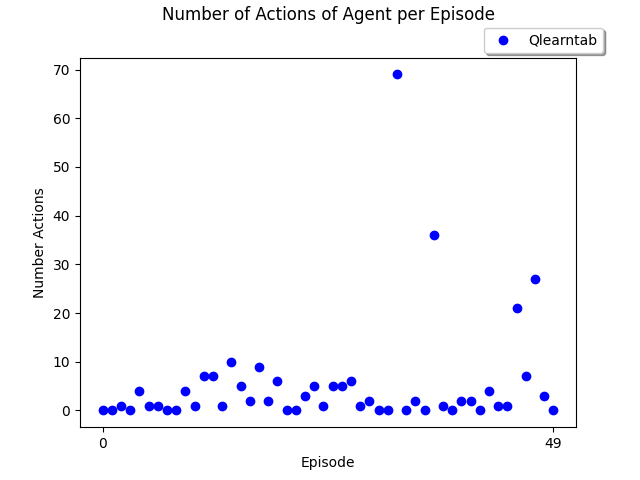 Number of Actions of Agent per Episode
Qlearntab
70
60
50
40
30
20
10
0
Number Actions
0 49
Episode